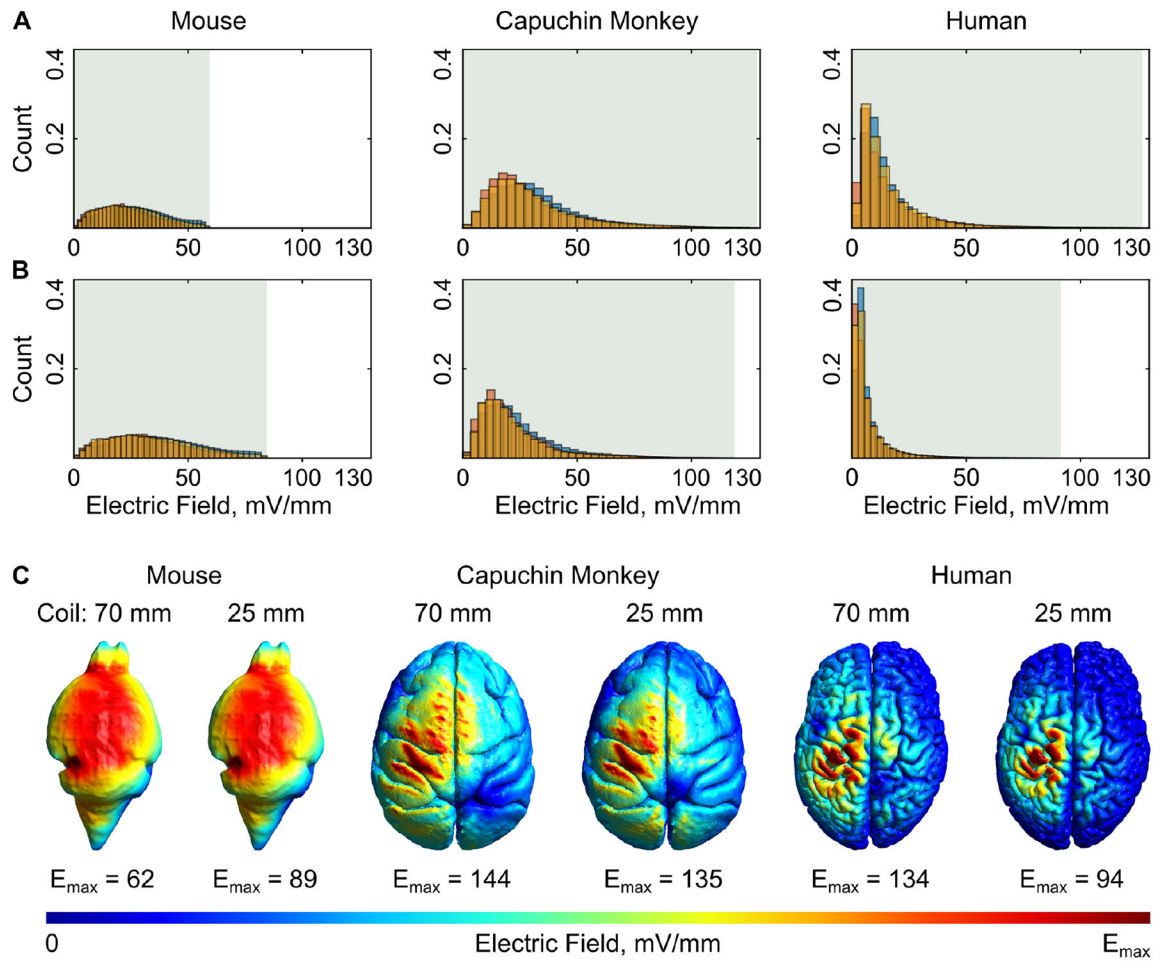 A Mouse Capuchin Monkey Human
0.4 0.4 0.4
Count 0.2 0.2 0.2
0 50 100 130 0 50 100 130 0 50 100 130
B
0.4 0.4 0.4
Count 0.2 0.2 0.2
0 50 100 130 0 50 100 130 0 50 100 130
Electric Field, mV/mm Electric Field, mV/mm Electric Field, mV/mm
C Mouse Capuchin Monkey Human
Coil: 70 mm 25 mm 70 mm 25 mm 70 mm 25 mm
Emax = 62 Emax = 89 Emax = 144 Emax = 135 Emax = 134 Emax = 94
0 Electric Field, mV/mm Emax